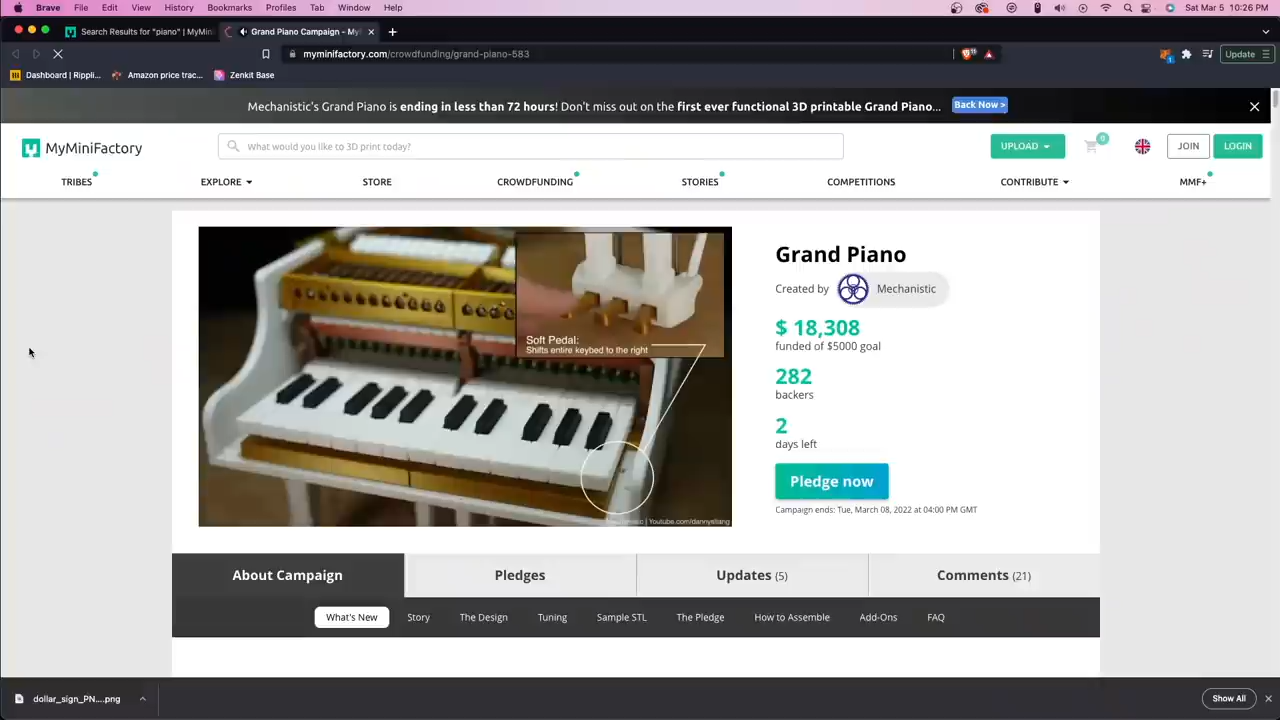 Brave File Edit View History Bookmarks Profiles Tab Window Help
Sat Mar 5 10:26 PM
Search Results for "piano" | MyMini
Grand Piano Campaign - My
myminifactory.com/crowdfunding/grand-piano-583
Update
Dashboard | Rippli...
Amazon price trac...
Zenkit Base
Mechanistic's Grand Piano is ending in less than 72 hours! Don't miss out on the first ever functional 3D printable Grand Piano...
Back Now >
MyMiniFactory
What would you like to 3D print today?
UPLOAD
0
JOIN
LOGIN
TRIBES
EXPLORE
STORE
CROWDFUNDING
STORIES
COMPETITIONS
CONTRIBUTE
MMF+
Soft Pedal:
Shifts entire keybed to the right
Youtube.com/dannysliang
Grand Piano
Created by Mechanistic
$ 18,308
funded of $5000 goal
282
backers
2
days left
Pledge now
Campaign ends: Tue, March 08, 2022 at 04:00 PM GMT
About Campaign
Pledges
Updates (5)
Comments (21)
What's New
Story
The Design
Tuning
Sample STL
The Pledge
How to Assemble
Add-Ons
FAQ
dollar_sign_PN....png
Show All